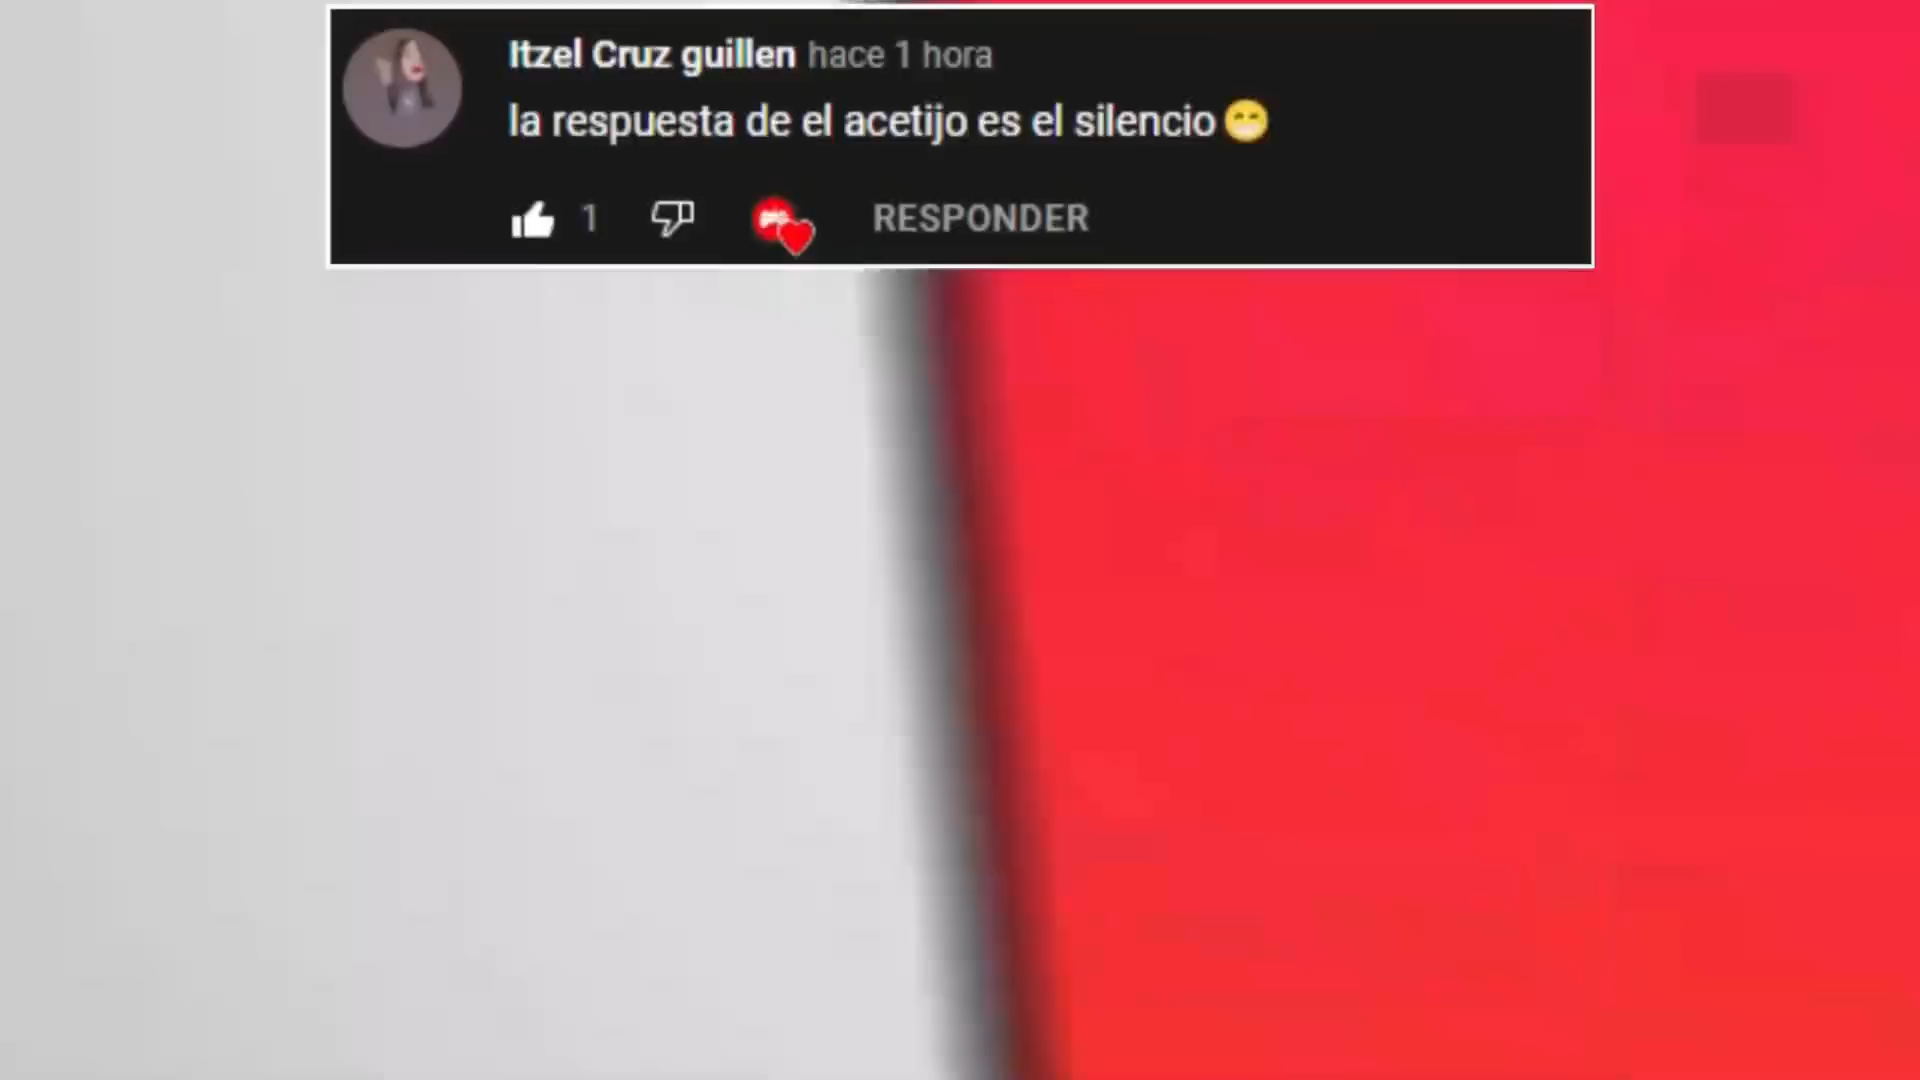 Itzel Cruz guillen hace 1 hora
la respuesta de el acetijo es el silencio😁
1 RESPONDER